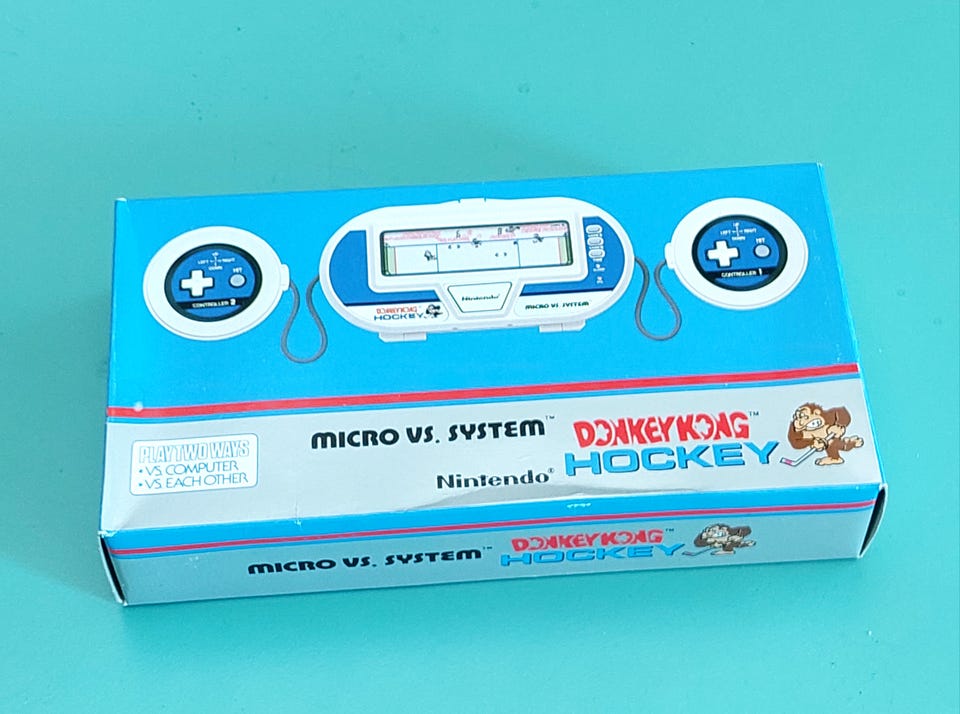 UP
LEFT RIGHT
DOWN
HIT
CONTROLLER 2
Nintendo
DONKEY KONG
HOCKEY
MICRO VS. SYSTEM
UP
LEFT RIGHT
DOWN
HIT
CONTROLLER 1
PLAY TWO WAYS
• VS. COMPUTER
• VS. EACH OTHER
MICRO VS. SYSTEM™
Nintendo®
DONKEY KONG™
HOCKEY
MICRO VS. SYSTEM™
DONKEY KONG™
HOCKEY